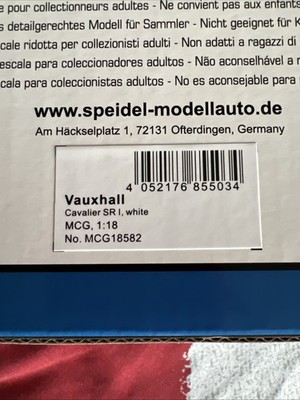 e pour collectionneurs adultes - Ne convient pas aux enfants
s detailgerechtes Modell für Sammler - Nicht geeignet für K
cale ridotta per collezionisti adulti - Non adatti a ragazzi di
escala para coleccionadores adultos - Não aconselhável a
cala para coleccionistas adultos - No es aconsejable para
www.speidel-modellauto.de
Am Häckselplatz 1, 72131 Ofterdingen, Germany
4 052176 855034
Vauxhall
Cavalier SR I, white
MCG, 1:18
No. MCG18582